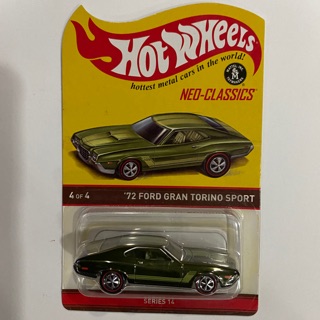 Hot Wheels
hottest metal cars in the world!
NEO-CLASSICS
4 OF 4
'72 FORD GRAN TORINO SPORT
SERIES 14